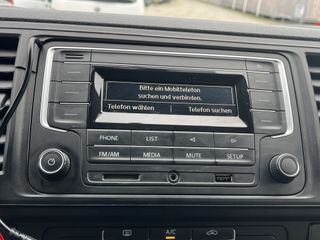 Bitte ein Mobiltelefon
suchen und verbinden.
Telefon wählen Telefon suchen
PHONE LIST
FM/AM MEDIA MUTE SETUP
A/C